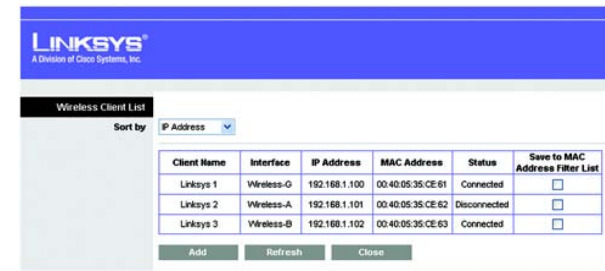 LINKSYS®
A Division of Cisco Systems, Inc.
Wireless Client List
Sort by IP Address
Client Name Interface IP Address MAC Address Status Save to MAC Address Filter List
Linksys 1 Wireless-G 192.168.1.100 00:40:05:35:CE:61 Connected
Linksys 2 Wireless-A 192.168.1.101 00:40:05:35:CE:62 Disconnected
Linksys 3 Wireless-B 192.168.1.102 00:40:05:35:CE:63 Connected
Add Refresh Close